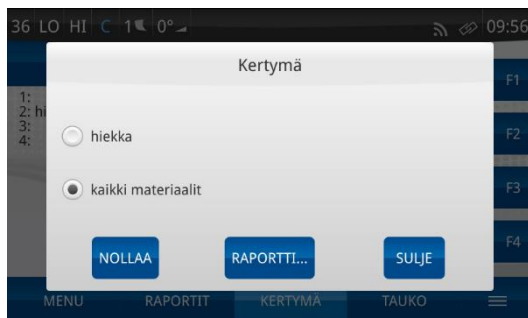 36 LO HI C 1 0° 09:56
Kertymä
F1
1:
2: hi
3:
4:
hiekka
F2
kaikki materiaalit
F3
NOLLAA RAPORTTI... SULJE
F4
MENU RAPORTIT KERTYMÄ TAUKO